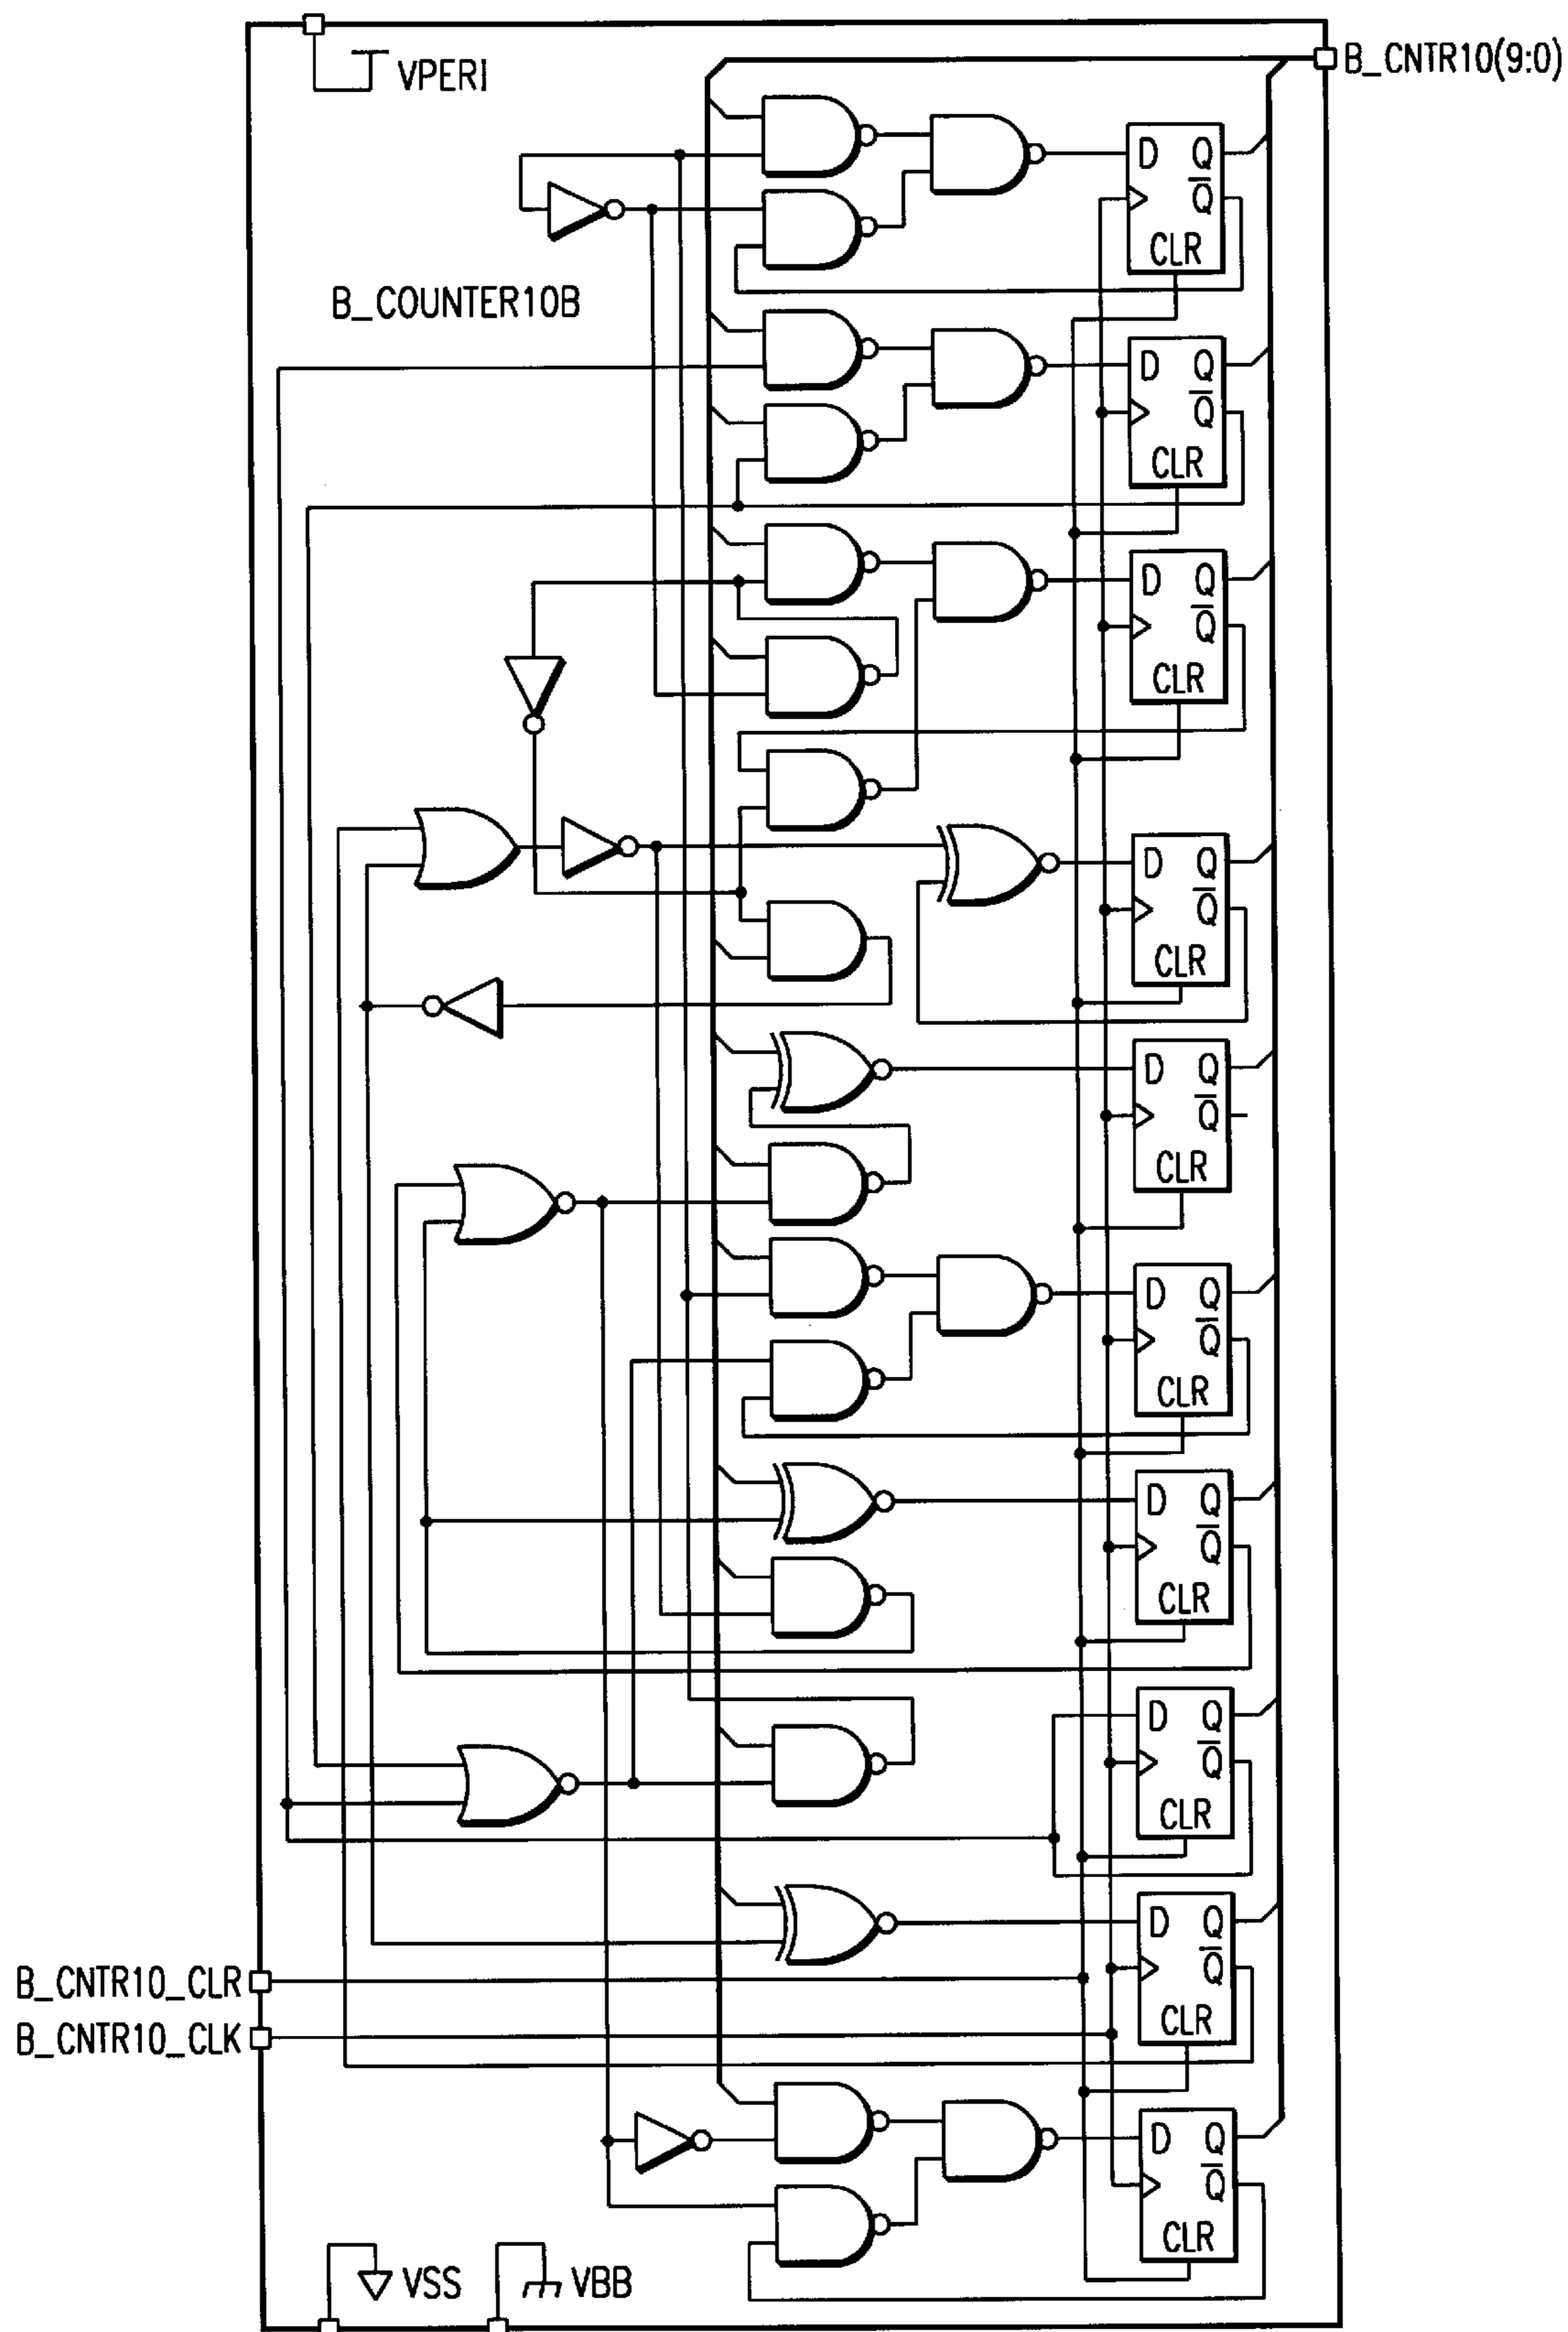 VPERI
B_CNTR10(9:0)
B_COUNTER10B
D Q
Q
CLR
D Q
Q
CLR
D Q
Q
CLR
D Q
Q
CLR
D Q
Q
CLR
D Q
Q
CLR
D Q
Q
CLR
D Q
Q
CLR
D Q
Q
CLR
B_CNTR10_CLR
B_CNTR10_CLK
D Q
Q
CLR
VSS
VBB